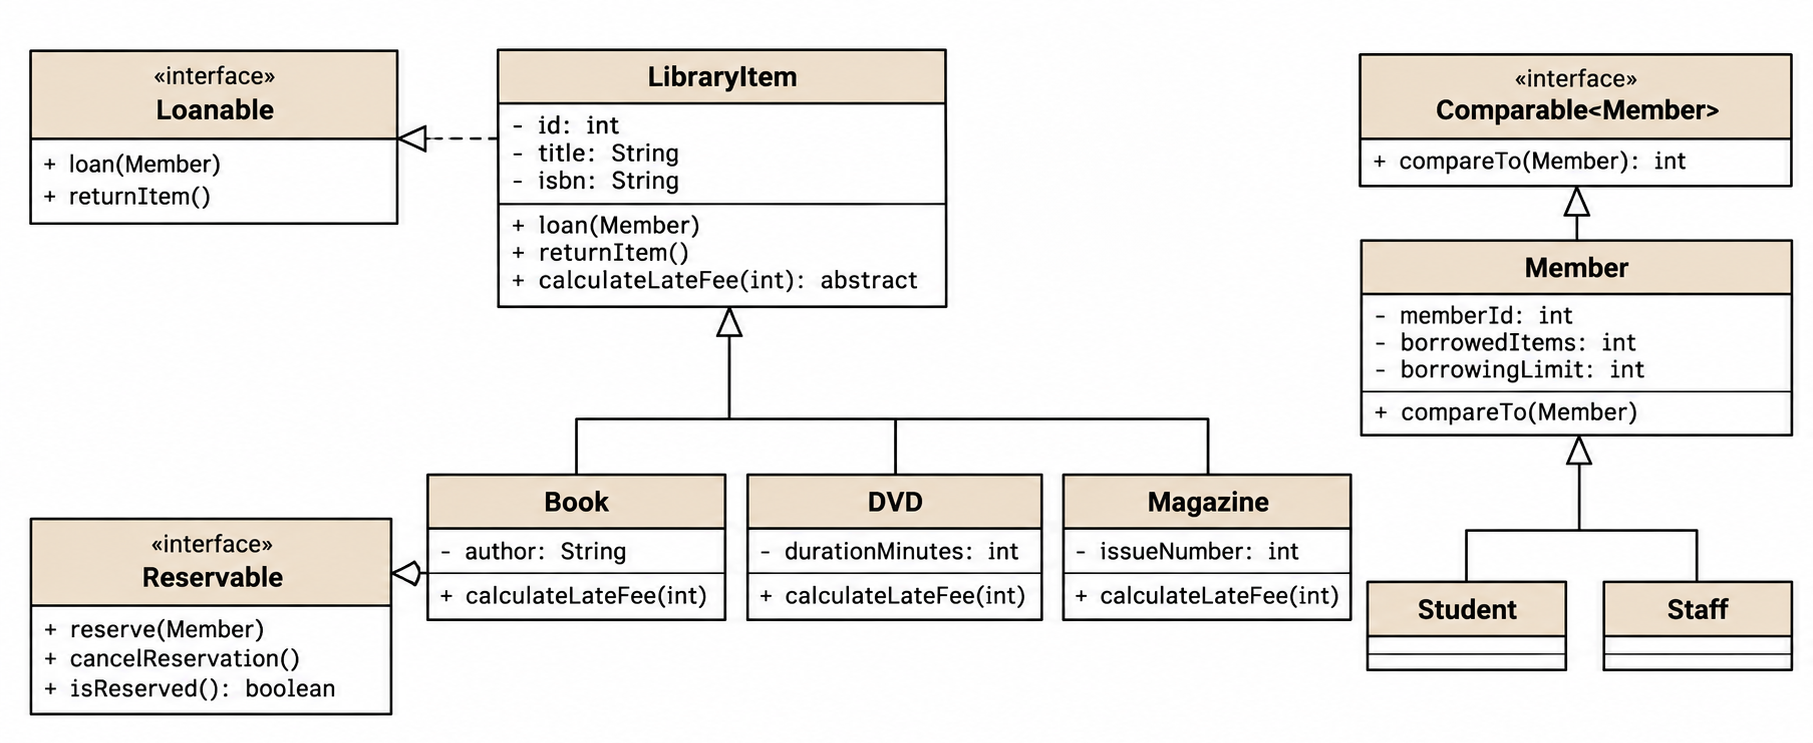 «interface»
Loanable
+ loan(Member)
+ returnItem()
LibraryItem
- id: int
- title: String
- isbn: String
+ loan(Member)
+ returnItem()
+ calculateLateFee(int): abstract
«interface»
Comparable<Member>
+ compareTo(Member): int
Member
- memberId: int
- borrowedItems: int
- borrowingLimit: int
+ compareTo(Member)
«interface»
Reservable
+ reserve(Member)
+ cancelReservation()
+ isReserved(): boolean
Book
- author: String
+ calculateLateFee(int)
DVD
- durationMinutes: int
+ calculateLateFee(int)
Magazine
- issueNumber: int
+ calculateLateFee(int)
Student
Staff